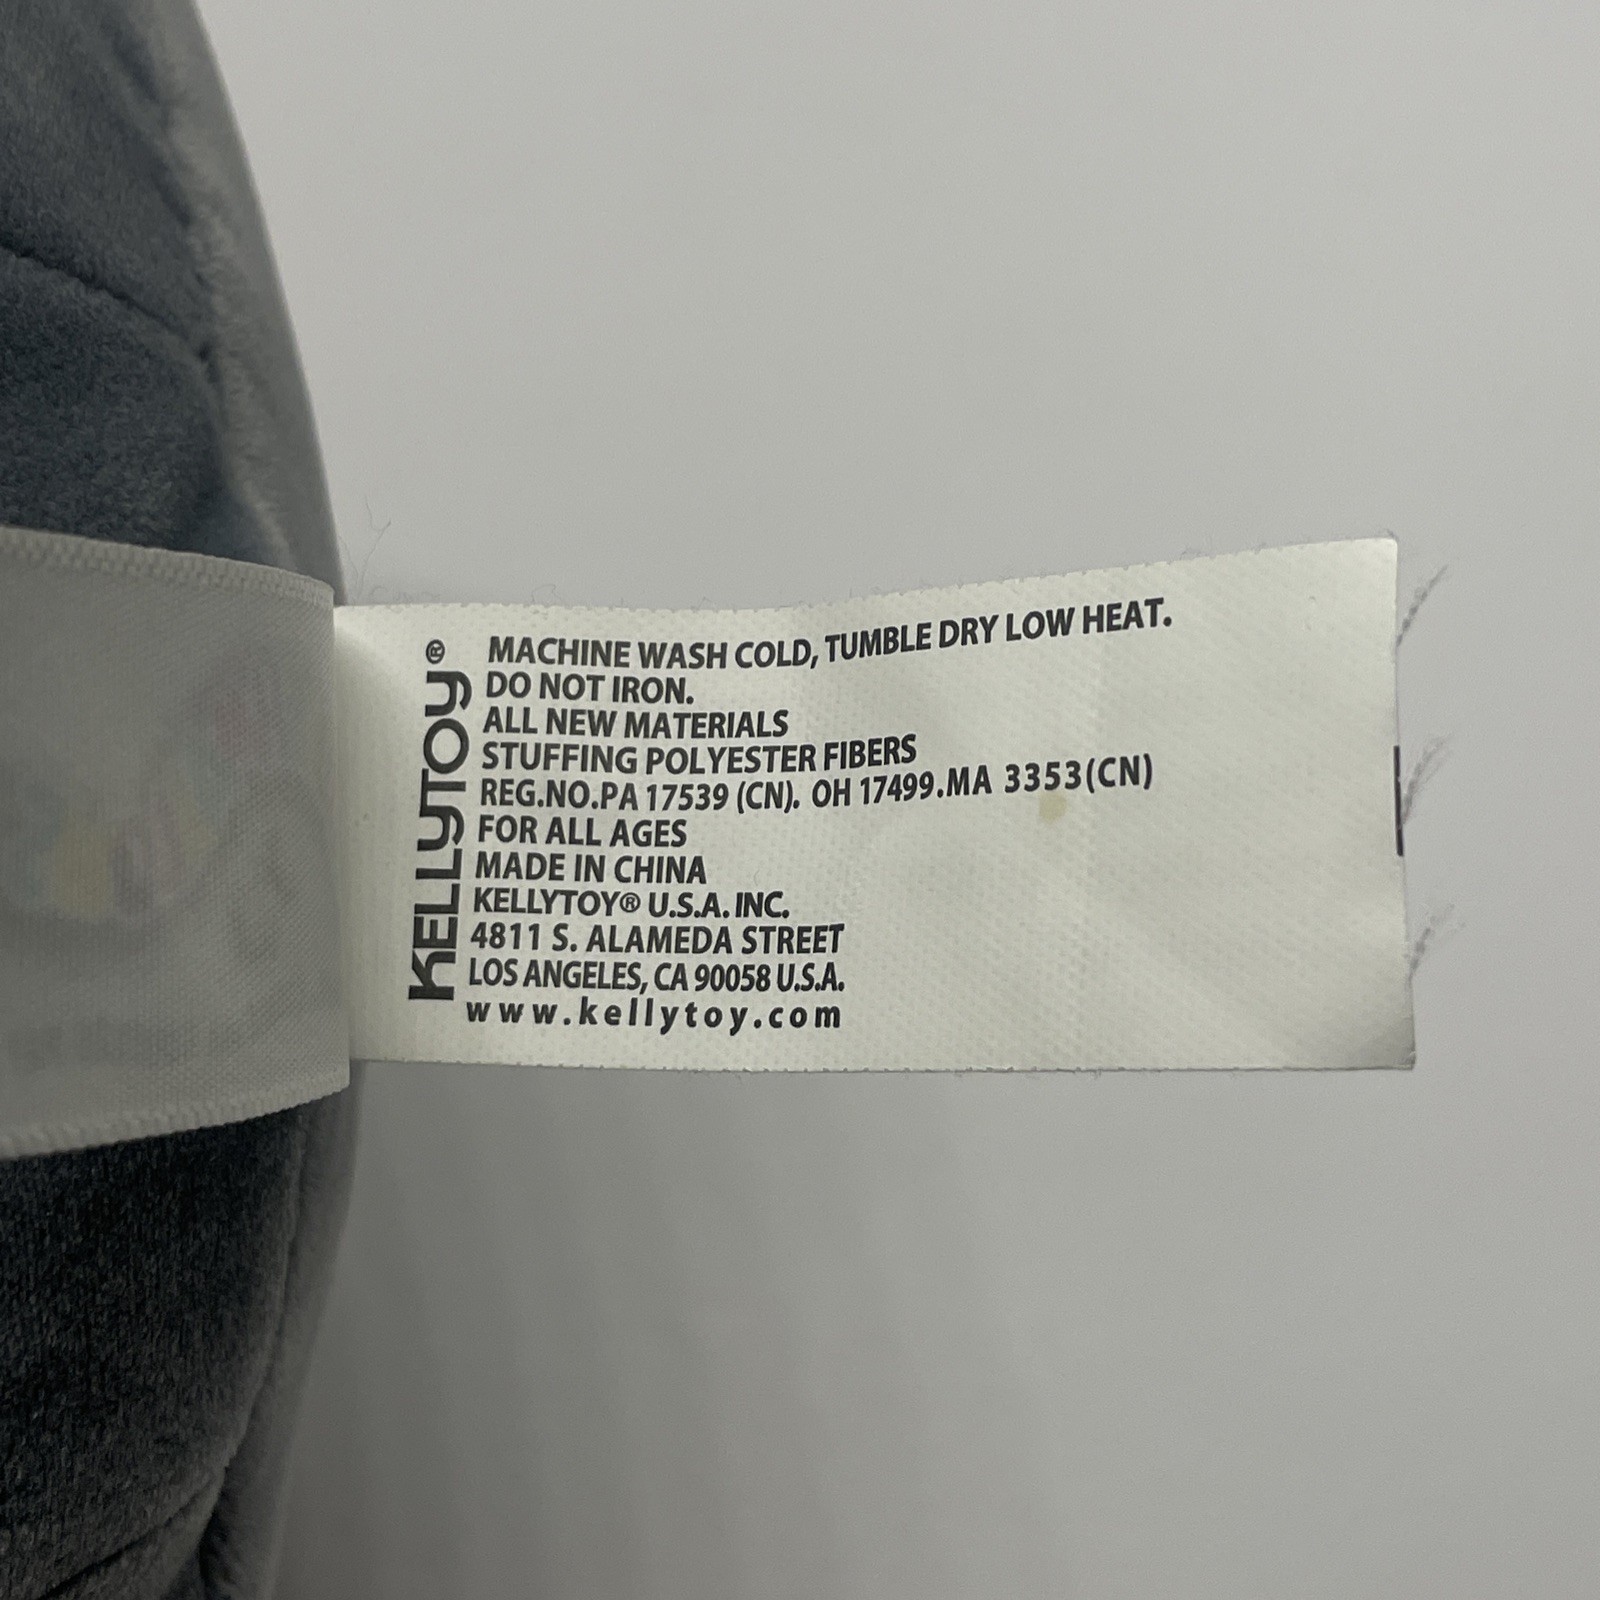 KELLYTOY®
MACHINE WASH COLD, TUMBLE DRY LOW HEAT.
DO NOT IRON.
ALL NEW MATERIALS
STUFFING POLYESTER FIBERS
REG.NO.PA 17539 (CN). OH 17499.MA 3353(CN)
FOR ALL AGES
MADE IN CHINA
KELLYTOY® U.S.A. INC.
4811 S. ALAMEDA STREET
LOS ANGELES, CA 90058 U.S.A.
www.kellytoy.com